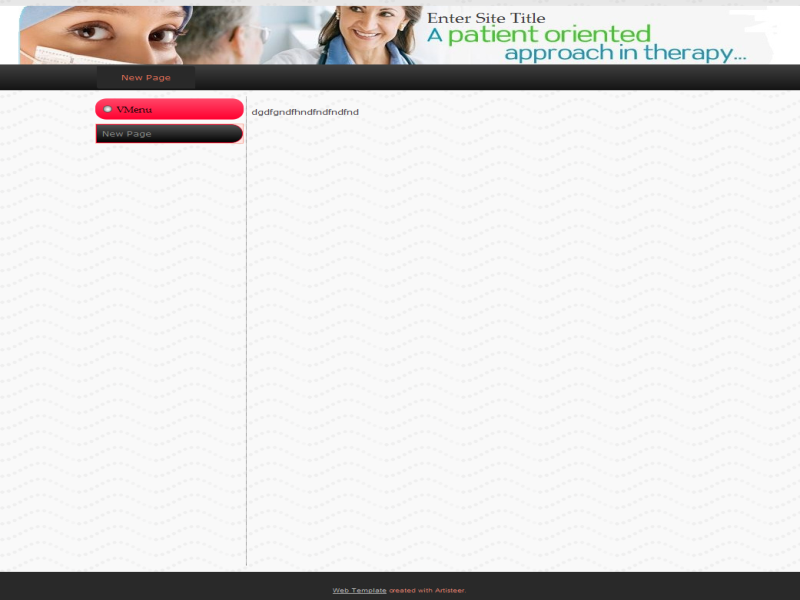 Enter Site Title
A patient oriented
approach in therapy...
New Page
VMenu
New Page
dgdfgndfhndfndfndfnd
Web Template created with Artisteer.